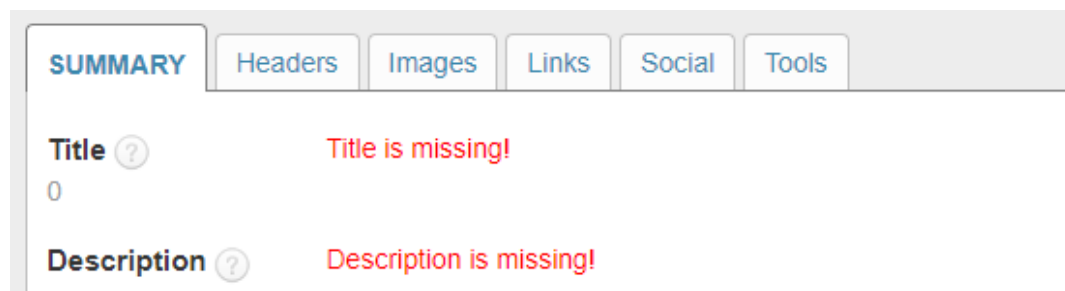 SUMMARY Headers Images Links Social Tools
Title ? Title is missing!
0
Description ? Description is missing!